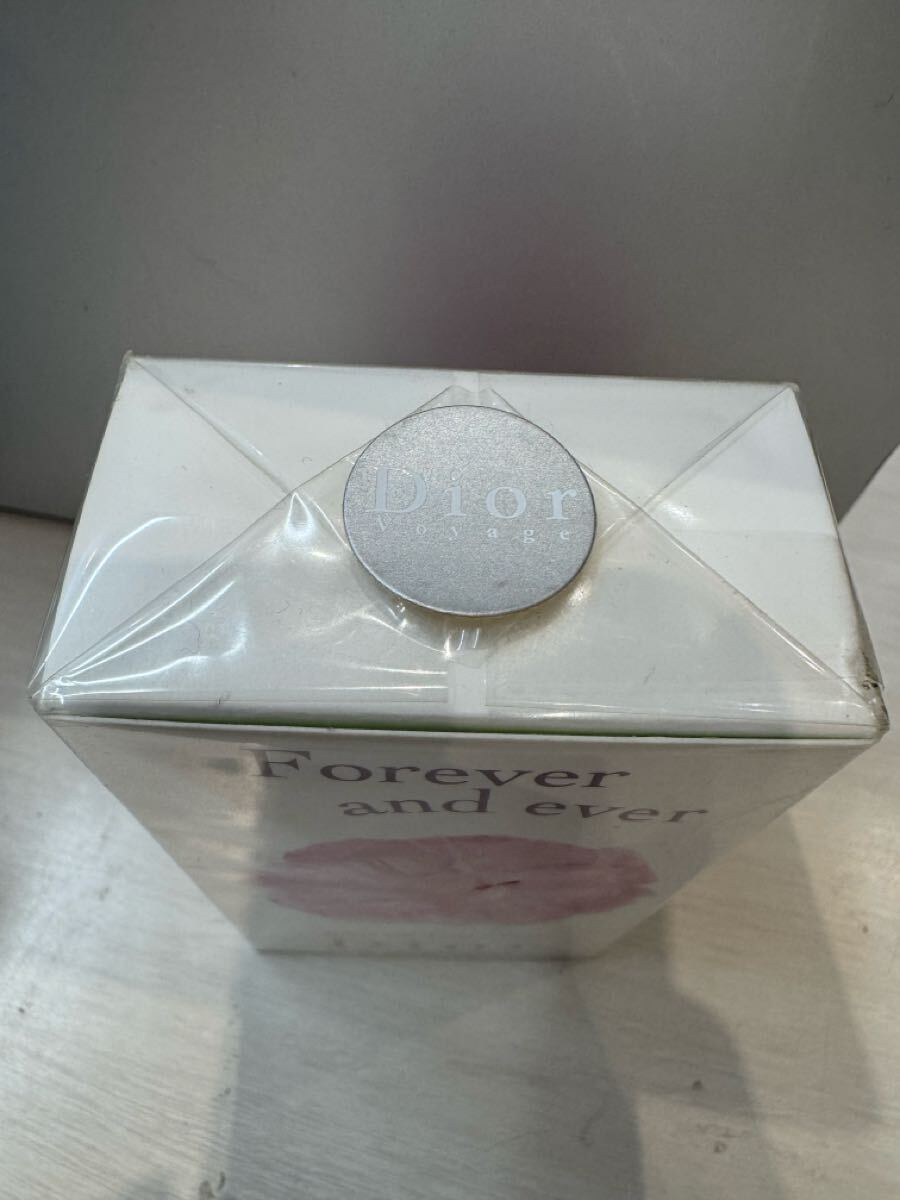 Dior
Voyage
Forever
and ever